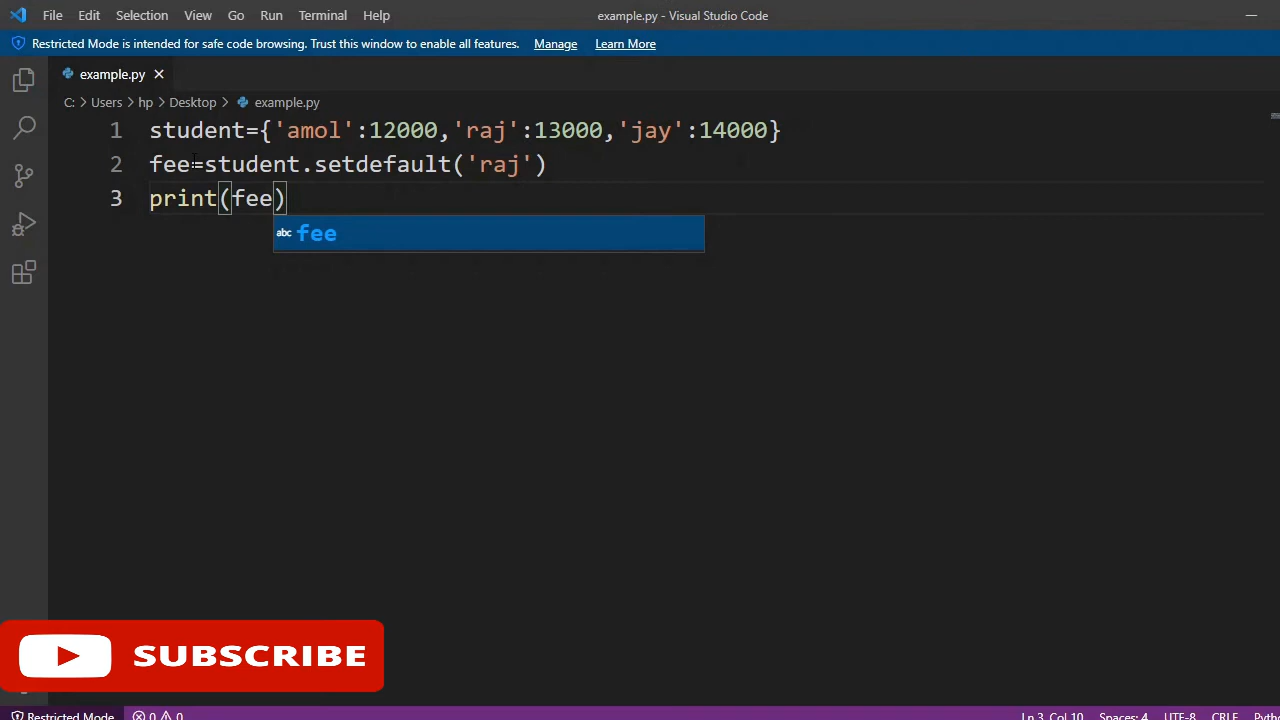 File Edit Selection View Go Run Terminal Help example.py - Visual Studio Code
Restricted Mode is intended for safe code browsing. Trust this window to enable all features. Manage Learn More
example.py
C: > Users > hp > Desktop > example.py
1 student={'amol':12000,'raj':13000,'jay':14000}
2 fee=student.setdefault('raj')
3 print(fee)
abc fee
SUBSCRIBE
Restricted Mode 0 0 Ln 3, Col 10 Spaces: 4 UTF-8 CRLF